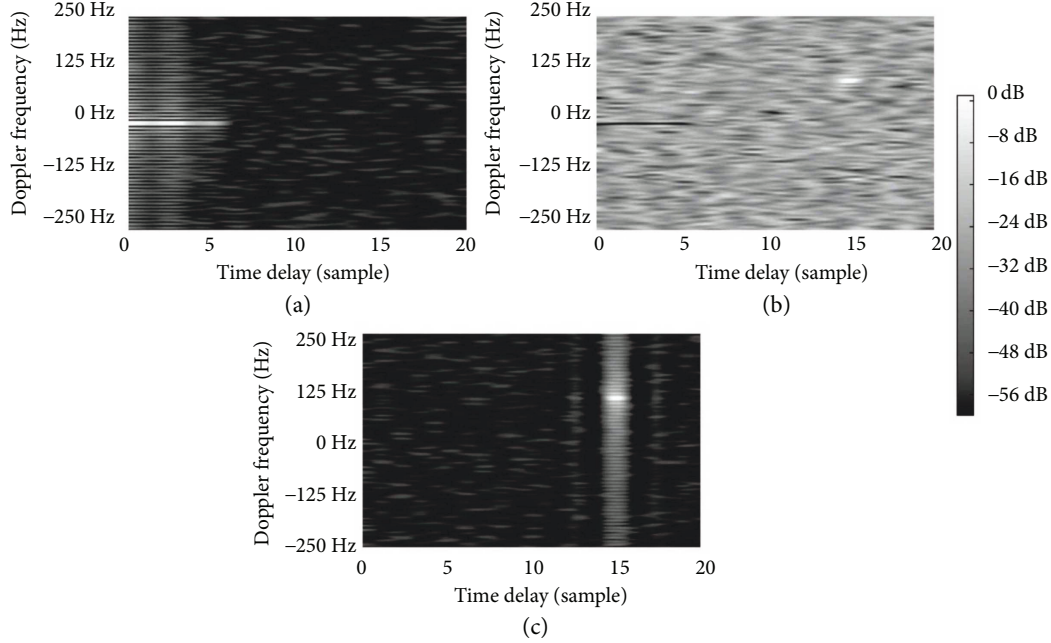 Doppler frequency (Hz)
250 Hz
125 Hz
0 Hz
−125 Hz
−250 Hz
0 5 10 15 20
Time delay (sample)
(a)
Doppler frequency (Hz)
250 Hz
125 Hz
0 Hz
−125 Hz
−250 Hz
0 5 10 15 20
Time delay (sample)
(b)
0 dB
−8 dB
−16 dB
−24 dB
−32 dB
−40 dB
−48 dB
−56 dB
Doppler frequency (Hz)
250 Hz
125 Hz
0 Hz
−125 Hz
−250 Hz
0 5 10 15 20
Time delay (sample)
(c)